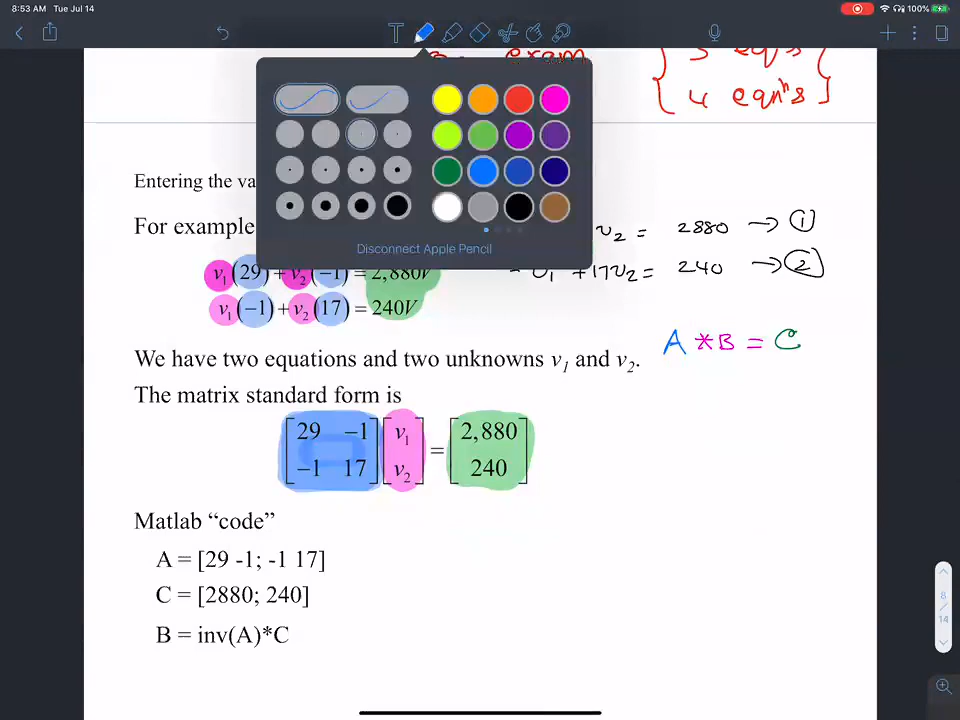 8:53 AM Tue Jul 14
100%
T
exam
eqn's
4 eqn's
Entering the va
For example
v₂ = 2880 → ①
v₁(29)+v₂(−1)=2,880V
− v₁ + 17v₂ = 240 → ②
v₁(−1)+v₂(17)=240V
We have two equations and two unknowns v₁ and v₂.
A * B = C
The matrix standard form is
[29 −1] [v₁] = [2,880]
[−1 17] [v₂] [240]
Matlab “code”
A = [29 -1; -1 17]
C = [2880; 240]
B = inv(A)*C
Disconnect Apple Pencil
8
/
14